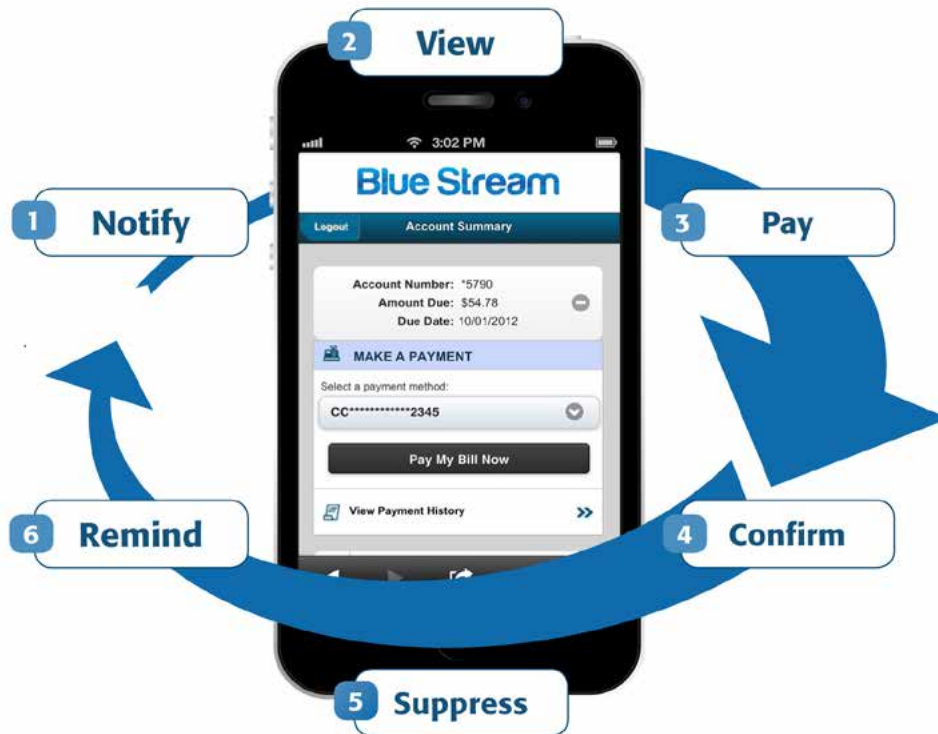 2 View
3:02 PM
Blue Stream
1 Notify
Logout Account Summary
3 Pay
Account Number: *5790
Amount Due: $54.78
Due Date: 10/01/2012
MAKE A PAYMENT
Select a payment method:
CC************2345
Pay My Bill Now
View Payment History
6 Remind
4 Confirm
5 Suppress